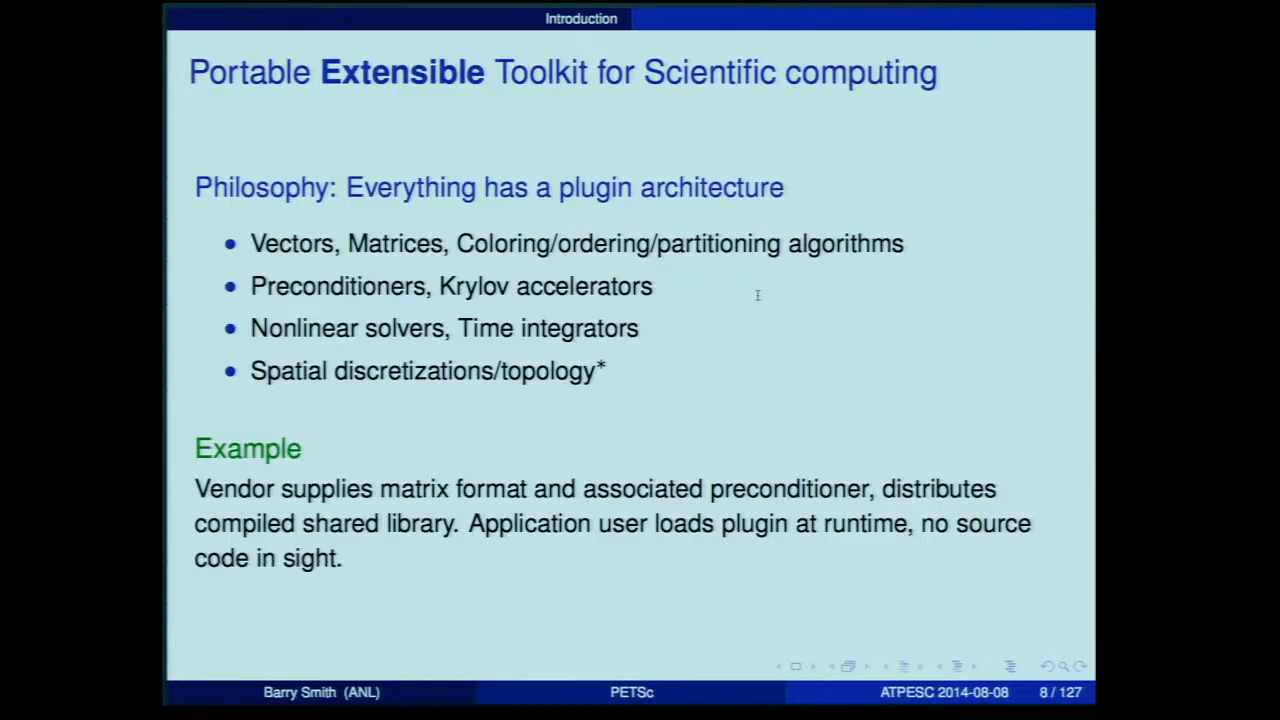 Introduction
Portable Extensible Toolkit for Scientific computing
Philosophy: Everything has a plugin architecture
• Vectors, Matrices, Coloring/ordering/partitioning algorithms
• Preconditioners, Krylov accelerators
• Nonlinear solvers, Time integrators
• Spatial discretizations/topology*
Example
Vendor supplies matrix format and associated preconditioner, distributes
compiled shared library. Application user loads plugin at runtime, no source
code in sight.
Barry Smith (ANL) PETSc ATPESC 2014-08-08 8 / 127